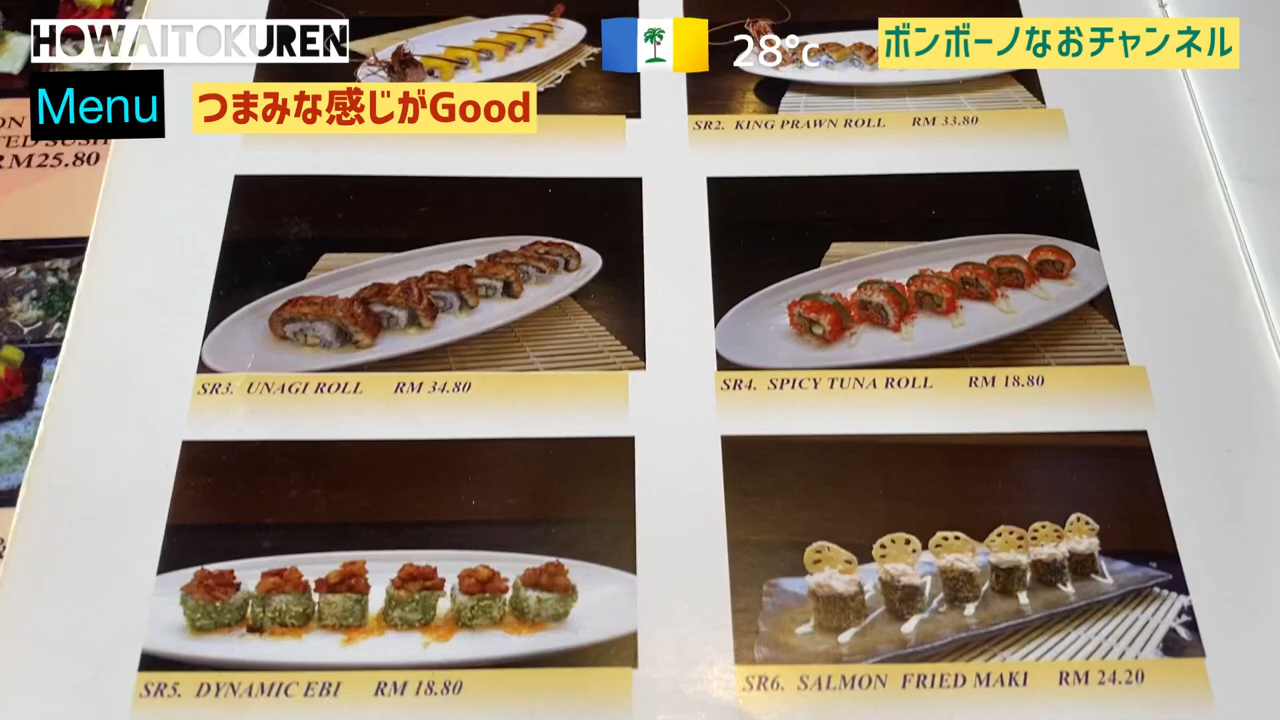 HOWAITOKUREN
28°c
ボンボーノなおチャンネル
Menu
つまみな感じがGood
ON
TED SUSH
RM25.80
SR2. KING PRAWN ROLL RM 33.80
SR3. UNAGI ROLL RM 34.80
SR4. SPICY TUNA ROLL RM 18.80
SR5. DYNAMIC EBI RM 18.80
SR6. SALMON FRIED MAKI RM 24.20